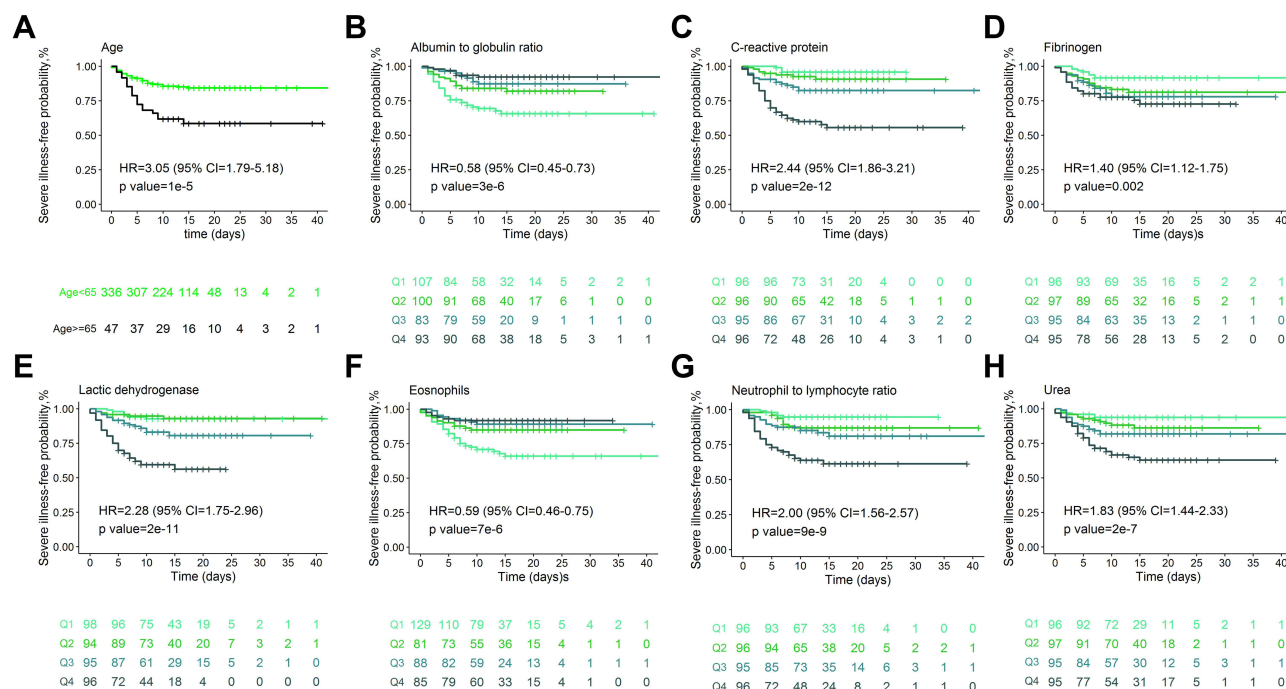 A
Age
Severe illness-free probability,%
1.00
0.75
0.50
0.25
0.00
HR=3.05 (95% CI=1.79-5.18)
p value=1e-5
0 5 10 15 20 25 30 35 40
time (days)
Age<65 336 307 224 114 48 13 4 2 1
Age>=65 47 37 29 16 10 4 3 2 1
B
Albumin to globulin ratio
Severe illness-free probability,%
1.00
0.75
0.50
0.25
0.00
HR=0.58 (95% CI=0.45-0.73)
p value=3e-6
0 5 10 15 20 25 30 35 40
Time (days)
Q1 107 84 58 32 14 5 2 2 1
Q2 100 91 68 40 17 6 1 0 0
Q3 83 79 59 20 9 1 1 1 0
Q4 93 90 68 38 18 5 3 1 1
C
C-reactive protein
Severe illness-free probability,%
1.00
0.75
0.50
0.25
0.00
HR=2.44 (95% CI=1.86-3.21)
p value=2e-12
0 5 10 15 20 25 30 35 40
Time (days)
Q1 96 96 73 31 20 4 0 0 0
Q2 96 90 65 42 18 5 1 1 0
Q3 95 86 67 31 10 4 3 2 2
Q4 96 72 48 26 10 4 3 1 0
D
Fibrinogen
Severe illness-free probability,%
1.00
0.75
0.50
0.25
0.00
HR=1.40 (95% CI=1.12-1.75)
p value=0.002
0 5 10 15 20 25 30 35 40
Time (days)s
Q1 96 93 69 35 16 5 2 2 1
Q2 97 89 65 32 16 5 2 1 1
Q3 95 84 63 35 13 2 1 1 0
Q4 95 78 56 28 13 5 2 0 0
E
Lactic dehydrogenase
Severe illness-free probability,%
1.00
0.75
0.50
0.25
0.00
HR=2.28 (95% CI=1.75-2.96)
p value=2e-11
0 5 10 15 20 25 30 35 40
Time (days)
Q1 98 96 75 43 19 5 2 1 1
Q2 94 89 73 40 20 7 3 2 1
Q3 95 87 61 29 15 5 2 1 0
Q4 96 72 44 18 4 0 0 0 0
F
Eosnophils
Severe illness-free probability,%
1.00
0.75
0.50
0.25
0.00
HR=0.59 (95% CI=0.46-0.75)
p value=7e-6
0 5 10 15 20 25 30 35 40
Time (days)s
Q1 129 110 79 37 15 5 4 2 1
Q2 81 73 55 36 15 4 1 1 0
Q3 88 82 59 24 13 4 1 1 1
Q4 85 79 60 33 15 4 1 0 0
G
Neutrophil to lymphocyte ratio
Severe illness-free probability,%
1.00
0.75
0.50
0.25
0.00
HR=2.00 (95% CI=1.56-2.57)
p value=9e-9
0 5 10 15 20 25 30 35 40
Time (days)
Q1 96 93 67 33 16 4 1 0 0
Q2 96 94 65 38 20 5 2 2 1
Q3 95 85 73 35 14 6 3 1 1
Q4 96 72 48 24 8 2 1 1 0
H
Urea
Severe illness-free probability,%
1.00
0.75
0.50
0.25
0.00
HR=1.83 (95% CI=1.44-2.33)
p value=2e-7
0 5 10 15 20 25 30 35 40
Time (days)
Q1 96 92 72 29 11 5 2 1 1
Q2 97 91 70 40 18 2 1 1 0
Q3 95 84 57 30 12 5 3 1 1
Q4 95 77 54 31 17 5 1 1 0